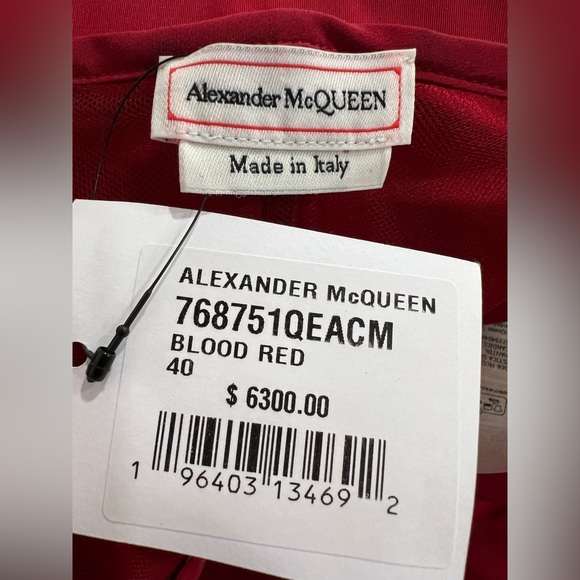 Alexander McQUEEN
Made in Italy
ALEXANDER McQUEEN
768751QEACM
BLOOD RED
40
$ 6300.00
1 96403 13469 2